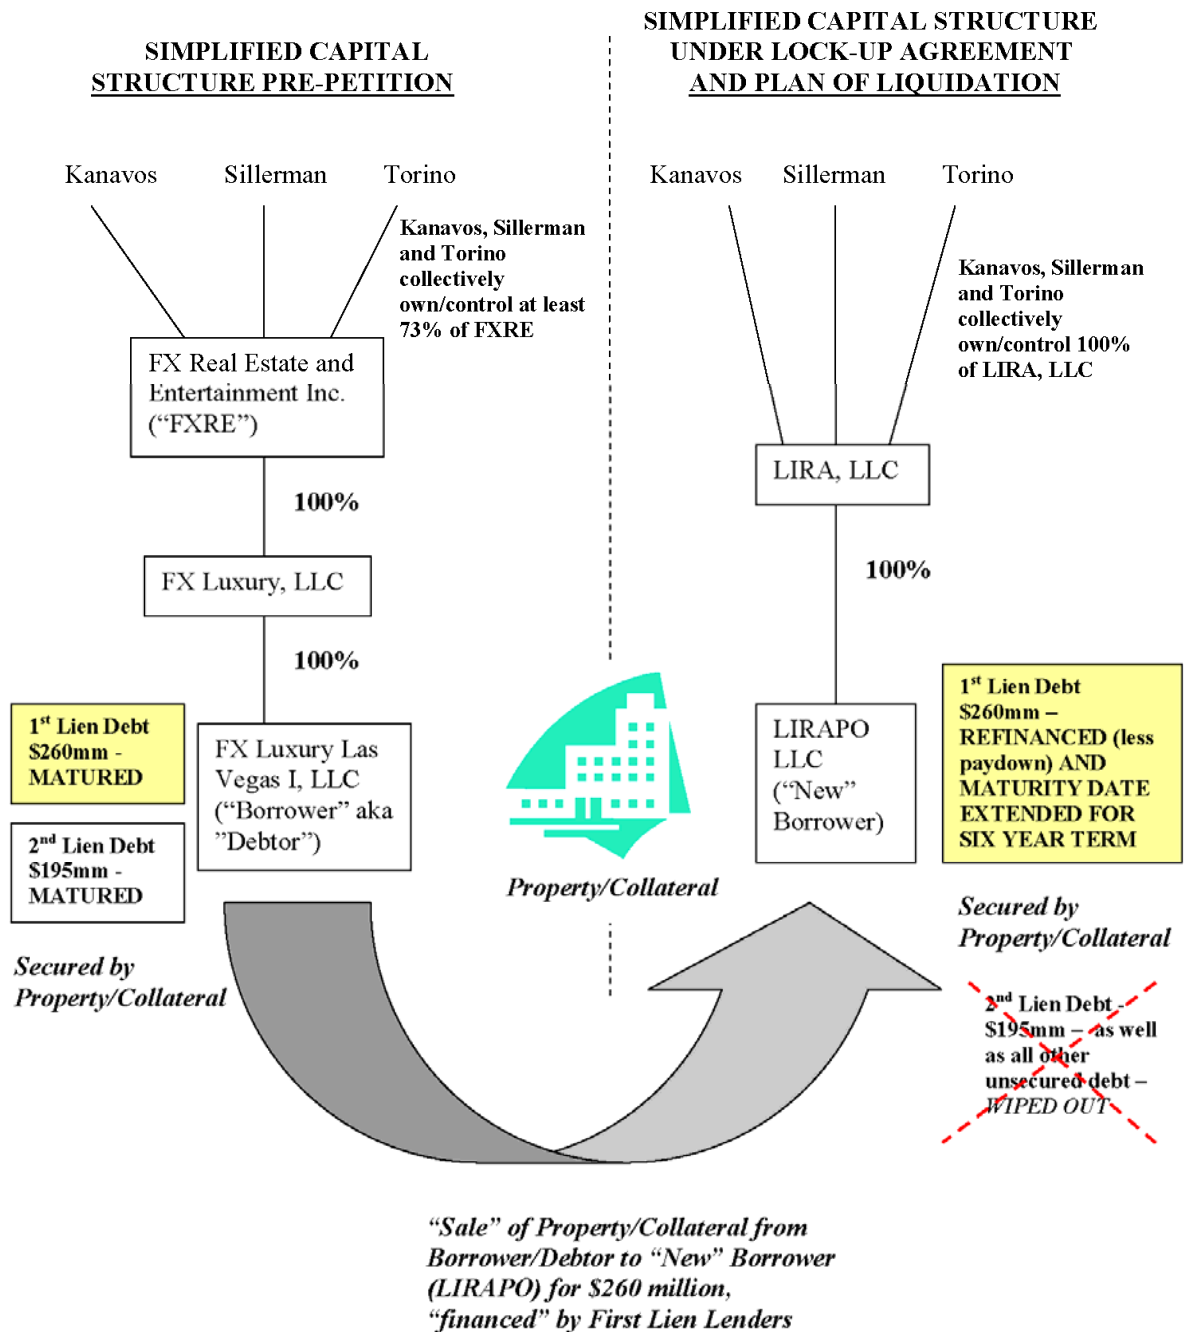 SIMPLIFIED CAPITAL
STRUCTURE PRE-PETITION
Kanavos
Sillerman
Torino
Kanavos, Sillerman
and Torino
collectively
own/control at least
73% of FXRE
FX Real Estate and
Entertainment Inc.
(“FXRE”)
100%
FX Luxury, LLC
100%
1st Lien Debt
$260mm -
MATURED
2nd Lien Debt
$195mm -
MATURED
FX Luxury Las
Vegas I, LLC
(“Borrower” aka
”Debtor”)
Secured by
Property/Collateral
Property/Collateral
SIMPLIFIED CAPITAL STRUCTURE
UNDER LOCK-UP AGREEMENT
AND PLAN OF LIQUIDATION
Kanavos
Sillerman
Torino
Kanavos, Sillerman
and Torino
collectively
own/control 100%
of LIRA, LLC
LIRA, LLC
100%
LIRAPO
LLC
(“New”
Borrower)
1st Lien Debt
$260mm –
REFINANCED (less
paydown) AND
MATURITY DATE
EXTENDED FOR
SIX YEAR TERM
Secured by
Property/Collateral
2nd Lien Debt -
$195mm – as well
as all other
unsecured debt –
WIPED OUT
“Sale” of Property/Collateral from
Borrower/Debtor to “New” Borrower
(LIRAPO) for $260 million,
“financed” by First Lien Lenders